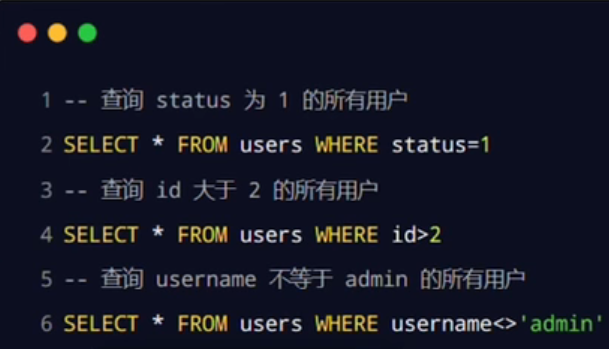 1 -- 查询 status 为 1 的所有用户
2 SELECT * FROM users WHERE status=1
3 -- 查询 id 大于 2 的所有用户
4 SELECT * FROM users WHERE id>2
5 -- 查询 username 不等于 admin 的所有用户
6 SELECT * FROM users WHERE username<>'admin'